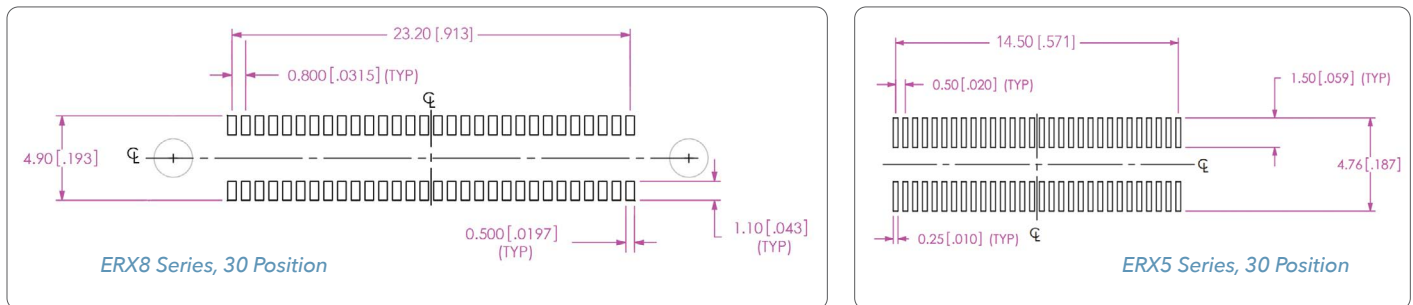 23.20 [.913]
0.800 [.0315] (TYP)
℄
4.90 [.193]
℄
0.500 [.0197]
(TYP)
1.10 [.043]
(TYP)
ERX8 Series, 30 Position
14.50 [.571]
0.50 [.020] (TYP)
1.50 [.059] (TYP)
℄
4.76 [.187]
0.25 [.010] (TYP)
℄
ERX5 Series, 30 Position